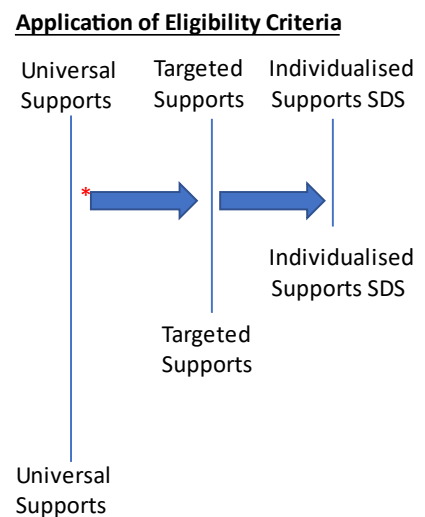 Application of Eligibility Criteria
Universal
Supports
Targeted
Supports
Individualised
Supports SDS
*
Individualised
Supports SDS
Targeted
Supports
Universal
Supports